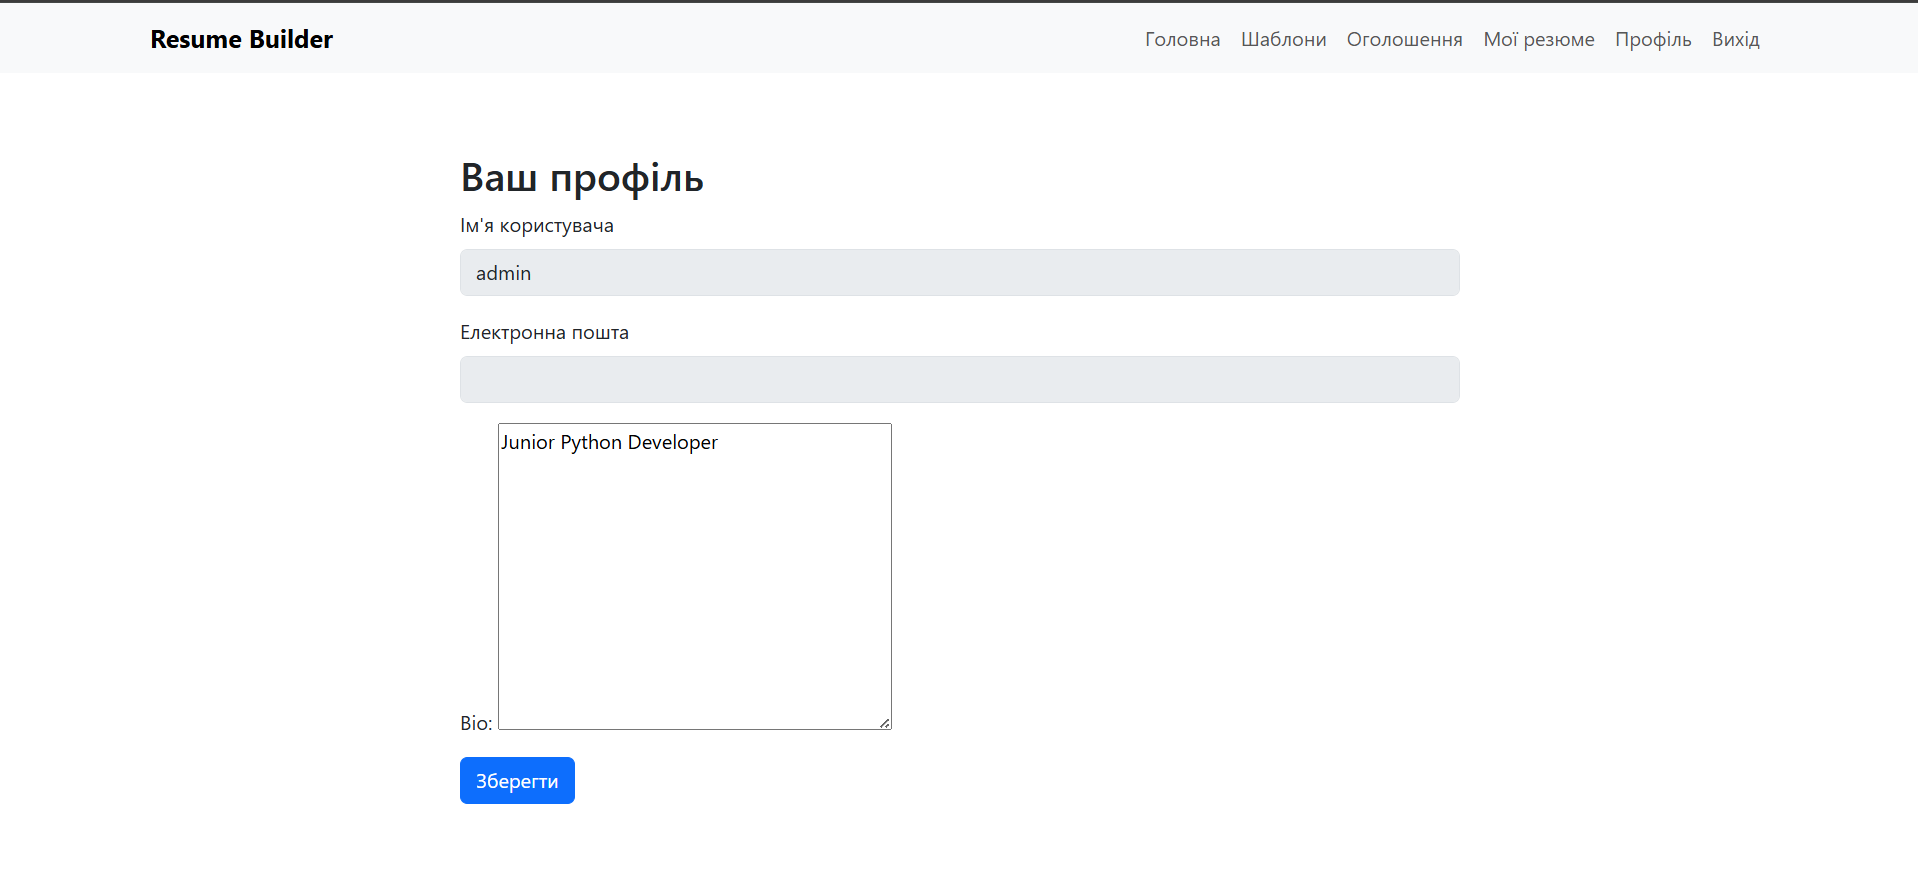 Resume Builder
Головна Шаблони Оголошення Мої резюме Профіль Вихід
Ваш профіль
Ім'я користувача
admin
Електронна пошта
Junior Python Developer
Bio:
Зберегти